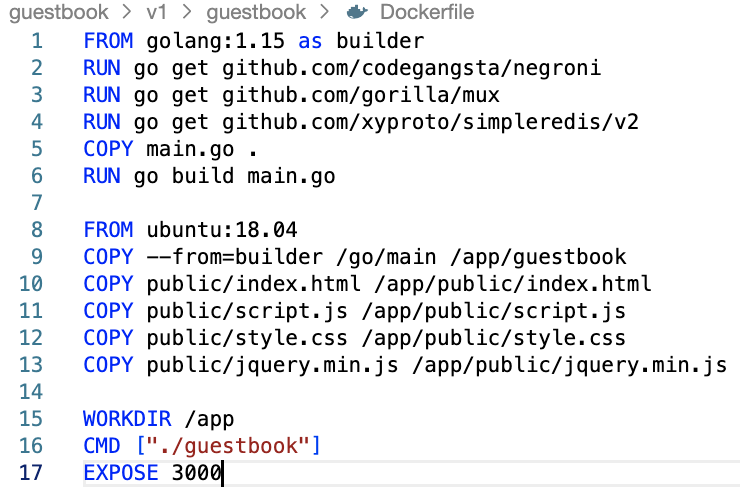 guestbook > v1 > guestbook > Dockerfile
1 FROM golang:1.15 as builder
2 RUN go get github.com/codegangsta/negroni
3 RUN go get github.com/gorilla/mux
4 RUN go get github.com/xyproto/simpleredis/v2
5 COPY main.go .
6 RUN go build main.go
7
8 FROM ubuntu:18.04
9 COPY --from=builder /go/main /app/guestbook
10 COPY public/index.html /app/public/index.html
11 COPY public/script.js /app/public/script.js
12 COPY public/style.css /app/public/style.css
13 COPY public/jquery.min.js /app/public/jquery.min.js
14
15 WORKDIR /app
16 CMD ["./guestbook"]
17 EXPOSE 3000